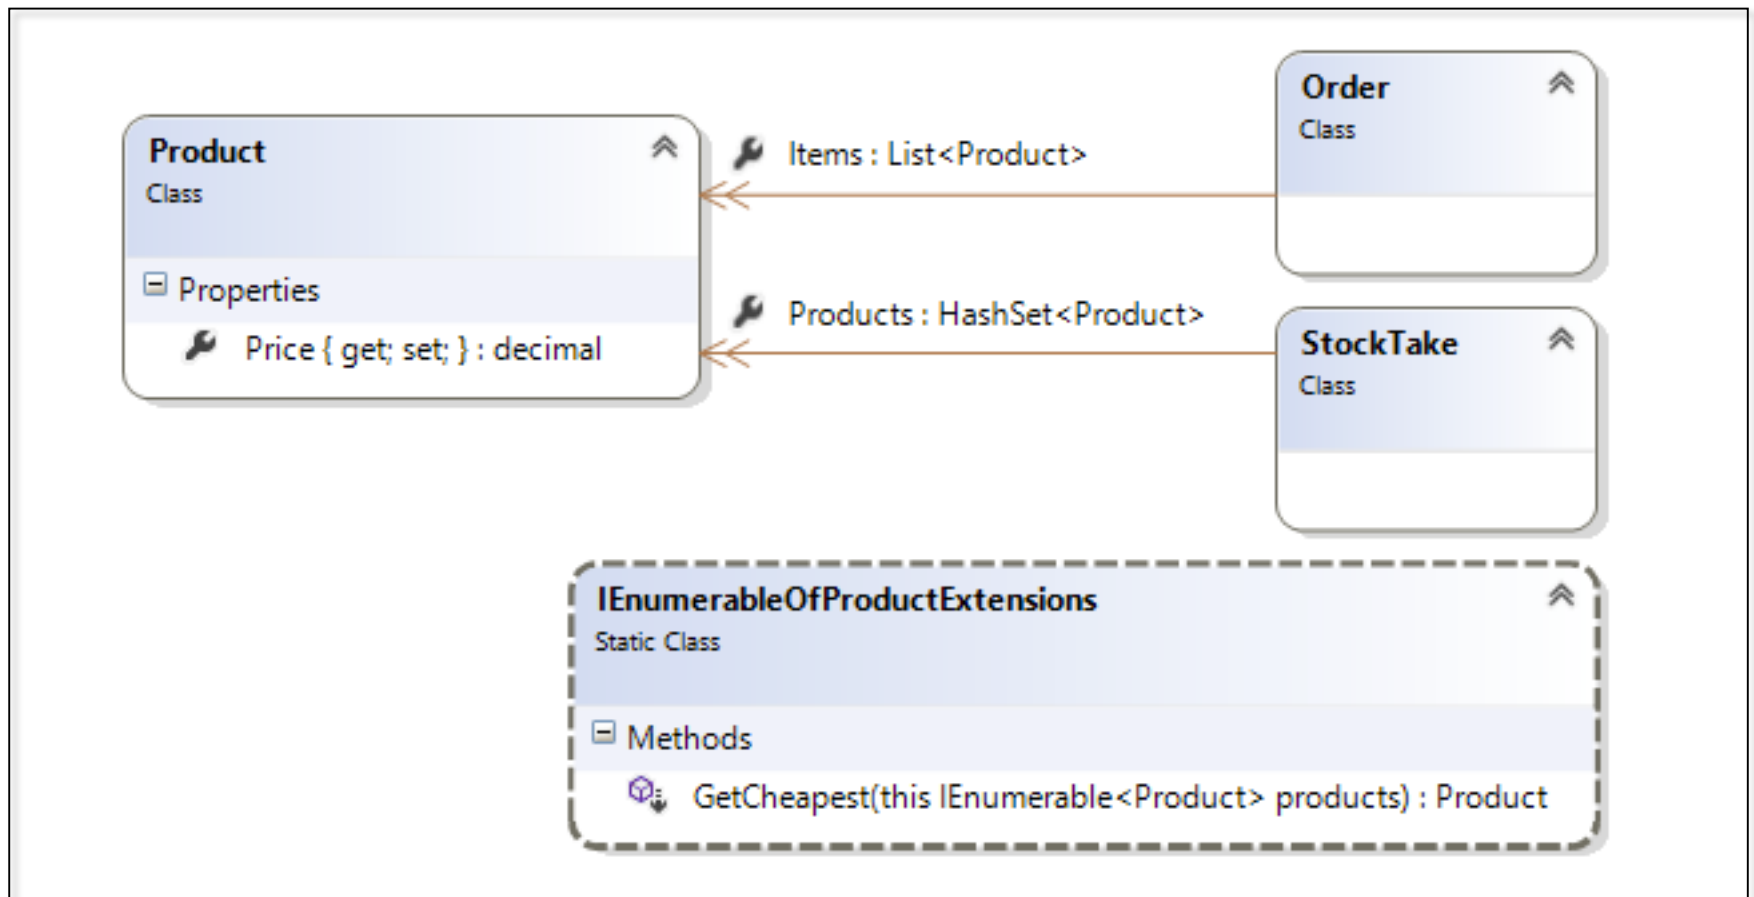 Product
Class
Properties
Price { get; set; } : decimal
Items : List<Product>
Products : HashSet<Product>
Order
Class
StockTake
Class
IEnumerableOfProductExtensions
Static Class
Methods
GetCheapest(this IEnumerable<Product> products) : Product